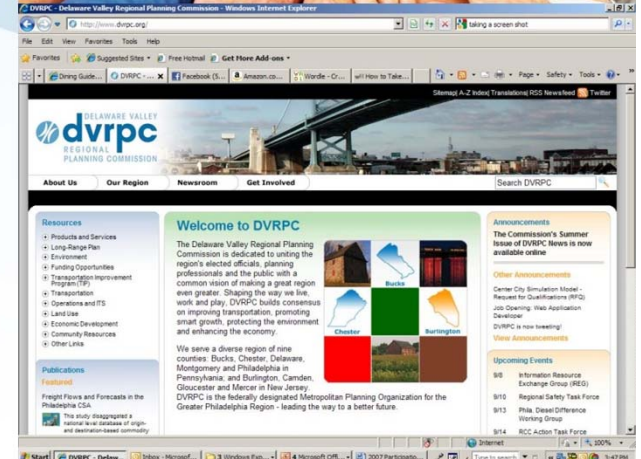 DVRPC - Delaware Valley Regional Planning Commission - Windows Internet Explorer
http://www.dvrpc.org/
taking a screen shot
File Edit View Favorites Tools Help
Favorites Suggested Sites Free Hotmail Get More Add-ons
Dining Guide... DVRPC - ... Facebook (5... Amazon.co... Wordle - Cr... How to Take... Page Safety Tools
Sitemap| A-Z Index| Translations| RSS Newsfeed Twitter
DELAWARE VALLEY
dvrpc
REGIONAL
PLANNING COMMISSION
About Us Our Region Newsroom Get Involved Search DVRPC
Resources
Products and Services
Long-Range Plan
Environment
Funding Opportunities
Transportation Improvement
Program (TIP)
Transportation
Operations and ITS
Land Use
Economic Development
Community Resources
Other Links
Publications
Featured
Freight Flows and Forecasts in the
Philadelphia CSA
This study disaggregated a
national level database of origin-
and destination-based commodity
Welcome to DVRPC
The Delaware Valley Regional Planning
Commission is dedicated to uniting the
region's elected officials, planning
professionals and the public with a
common vision of making a great region
even greater. Shaping the way we live,
work and play, DVRPC builds consensus
on improving transportation, promoting
smart growth, protecting the environment
and enhancing the economy.
We serve a diverse region of nine
counties: Bucks, Chester, Delaware,
Montgomery and Philadelphia in
Pennsylvania; and Burlington, Camden,
Gloucester and Mercer in New Jersey.
DVRPC is the federally designated Metropolitan Planning Organization for the
Greater Philadelphia Region - leading the way to a better future.
Bucks
Chester
Burlington
Announcements
The Commission's Summer
Issue of DVRPC News is now
available online
Other Announcements
Center City Simulation Model -
Request for Qualifications (RFQ)
Job Opening: Web Application
Developer
DVRPC is now tweeting!
View Announcements
Upcoming Events
9/8 Information Resource
Exchange Group (IREG)
9/10 Regional Safety Task Force
9/13 Phila. Diesel Difference
Working Group
9/14 RCC Action Task Force
Internet 100%
Start DVRPC - Delaw... Inbox - Microsof... 3 Windows Exp... 4 Microsoft Offi... 2007 Participatio... Type to search 3:47 PM